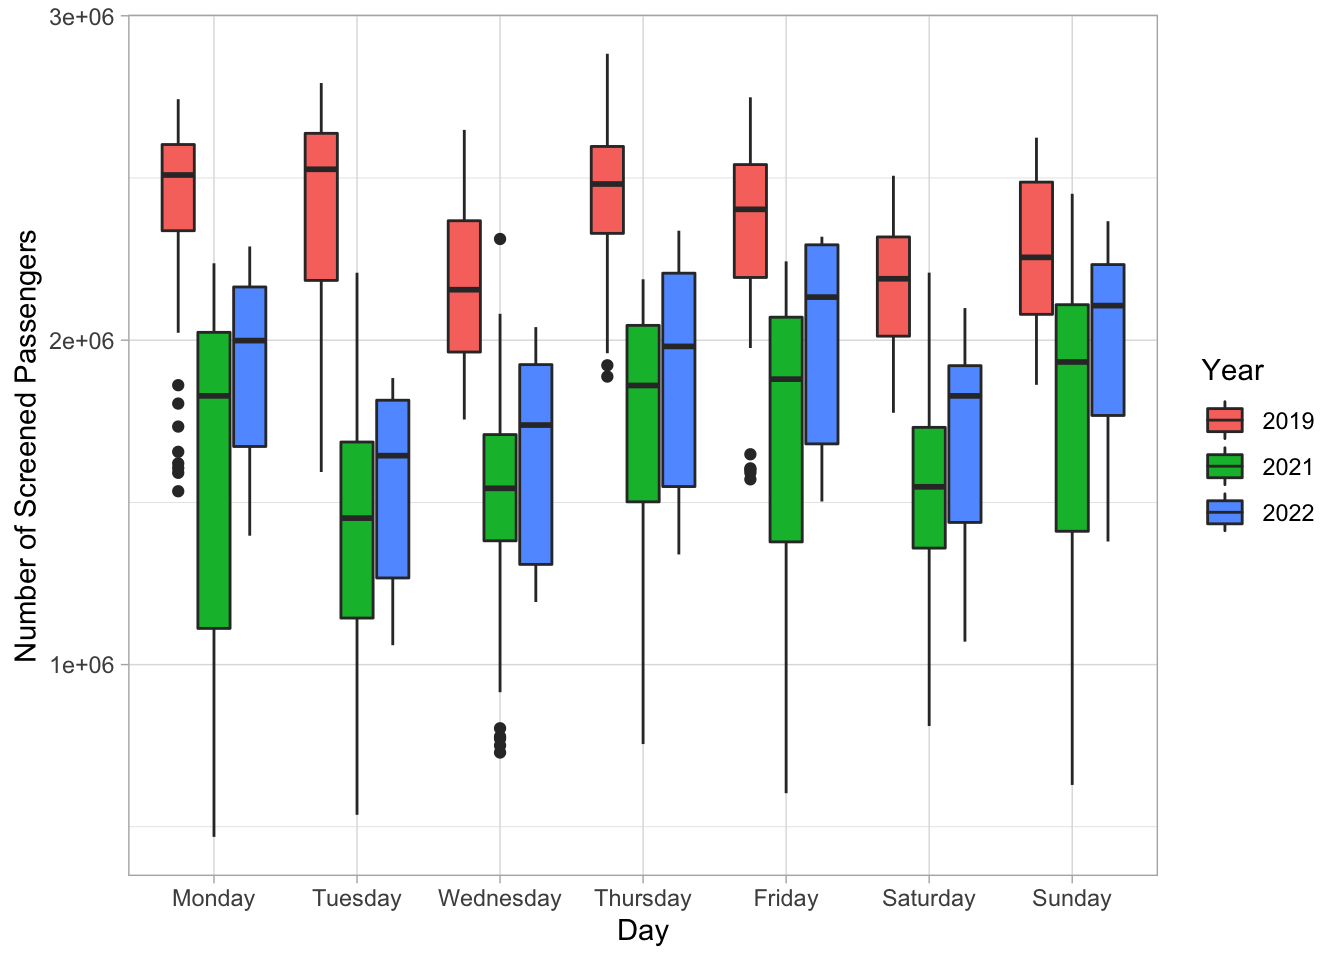 Number of Screened Passengers
3e+06
2e+06
1e+06
Monday Tuesday Wednesday Thursday Friday Saturday Sunday
Day
Year
2019
2021
2022